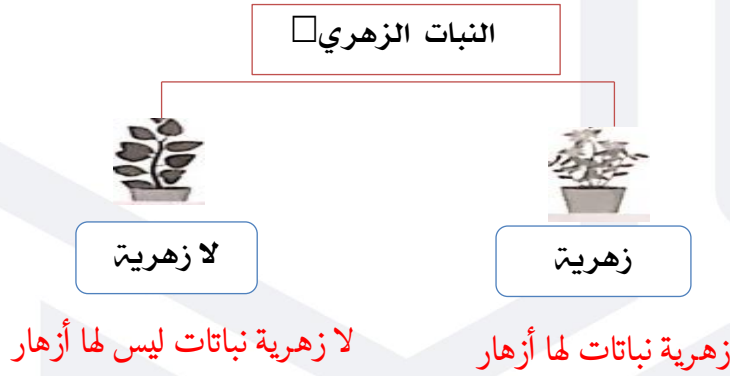 النبات الزهري□
زهرية
لا زهرية
زهرية نباتات لها أزهار
لا زهرية نباتات ليس لها أزهار